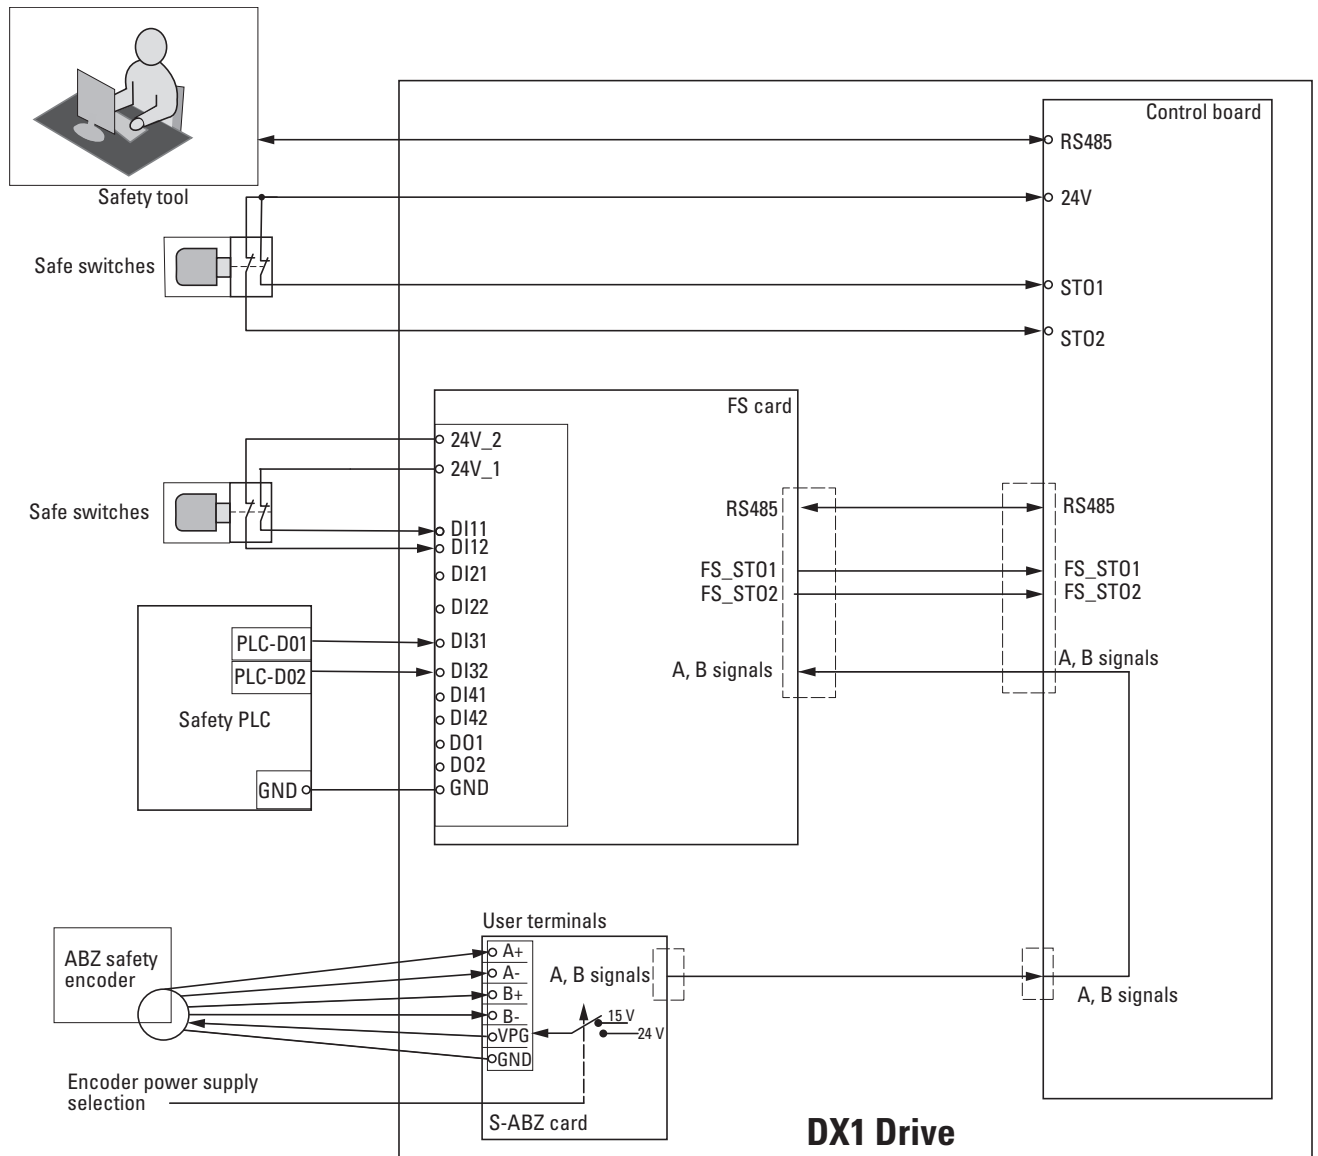 Control board
RS485
Safety tool
24V
Safe switches
STO1
STO2
FS card
24V_2
24V_1
Safe switches
RS485
RS485
DI11
DI12
DI21
FS_STO1
FS_STO1
FS_STO2
FS_STO2
DI22
PLC-D01
DI31
A, B signals
A, B signals
PLC-D02
DI32
DI41
Safety PLC
DI42
DO1
DO2
GND
GND
User terminals
ABZ safety
encoder
A+
A-
A, B signals
B+
A, B signals
B-
15 V
VPG
24 V
GND
Encoder power supply
selection
S-ABZ card
DX1 Drive